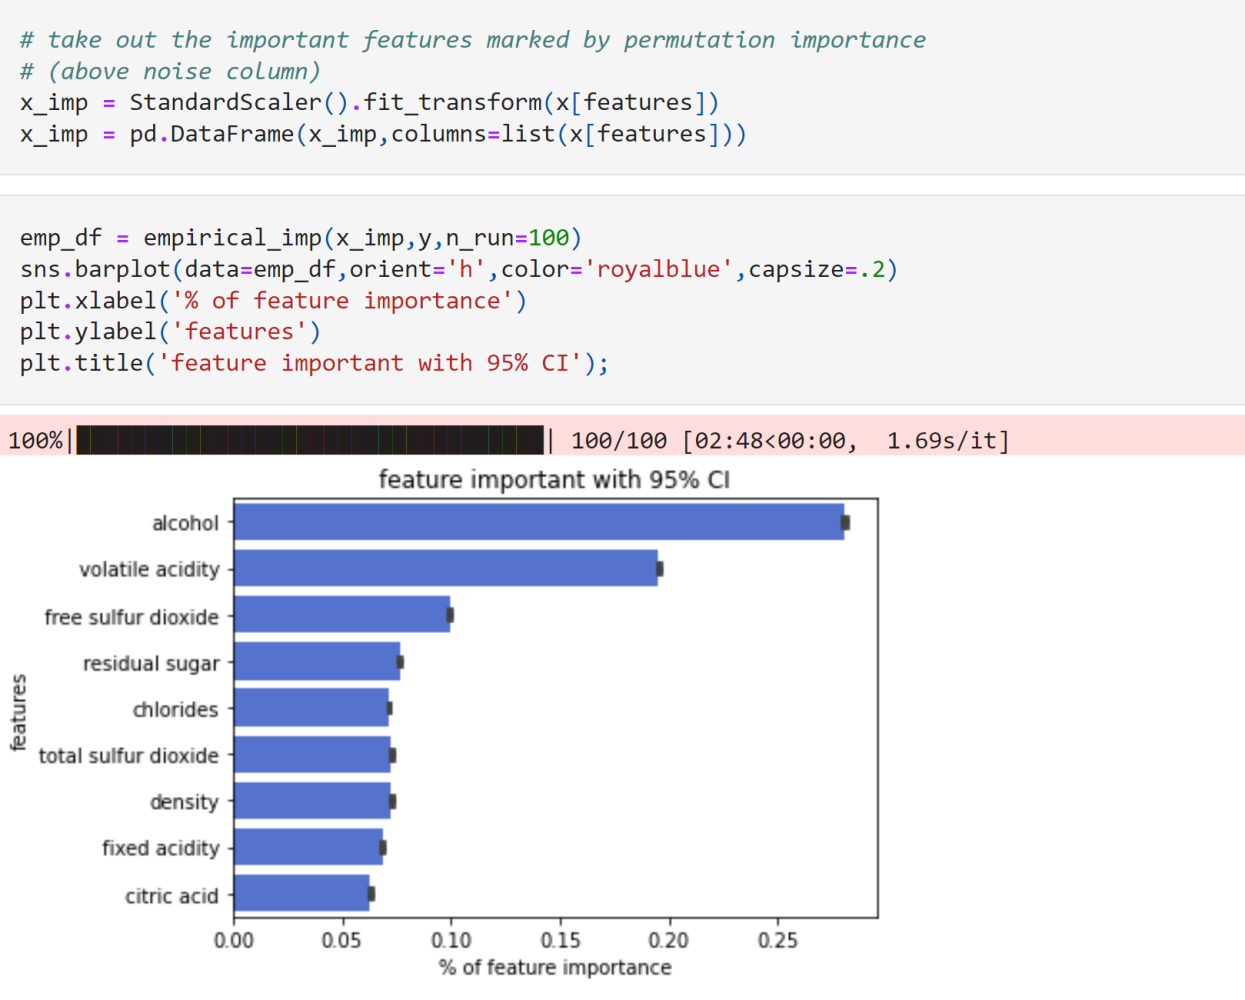 # take out the important features marked by permutation importance
# (above noise column)
x_imp = StandardScaler().fit_transform(x[features])
x_imp = pd.DataFrame(x_imp,columns=list(x[features]))
emp_df = empirical_imp(x_imp,y,n_run=100)
sns.barplot(data=emp_df,orient='h',color='royalblue',capsize=.2)
plt.xlabel('% of feature importance')
plt.ylabel('features')
plt.title('feature important with 95% CI');
100%|██████████| 100/100 [02:48<00:00,  1.69s/it]
feature important with 95% CI
alcohol
volatile acidity
free sulfur dioxide
residual sugar
chlorides
total sulfur dioxide
density
fixed acidity
citric acid
features
0.00 0.05 0.10 0.15 0.20 0.25
% of feature importance